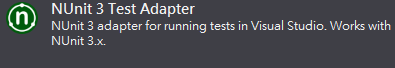 NUnit 3 Test Adapter
NUnit 3 adapter for running tests in Visual Studio. Works with
NUnit 3.x.